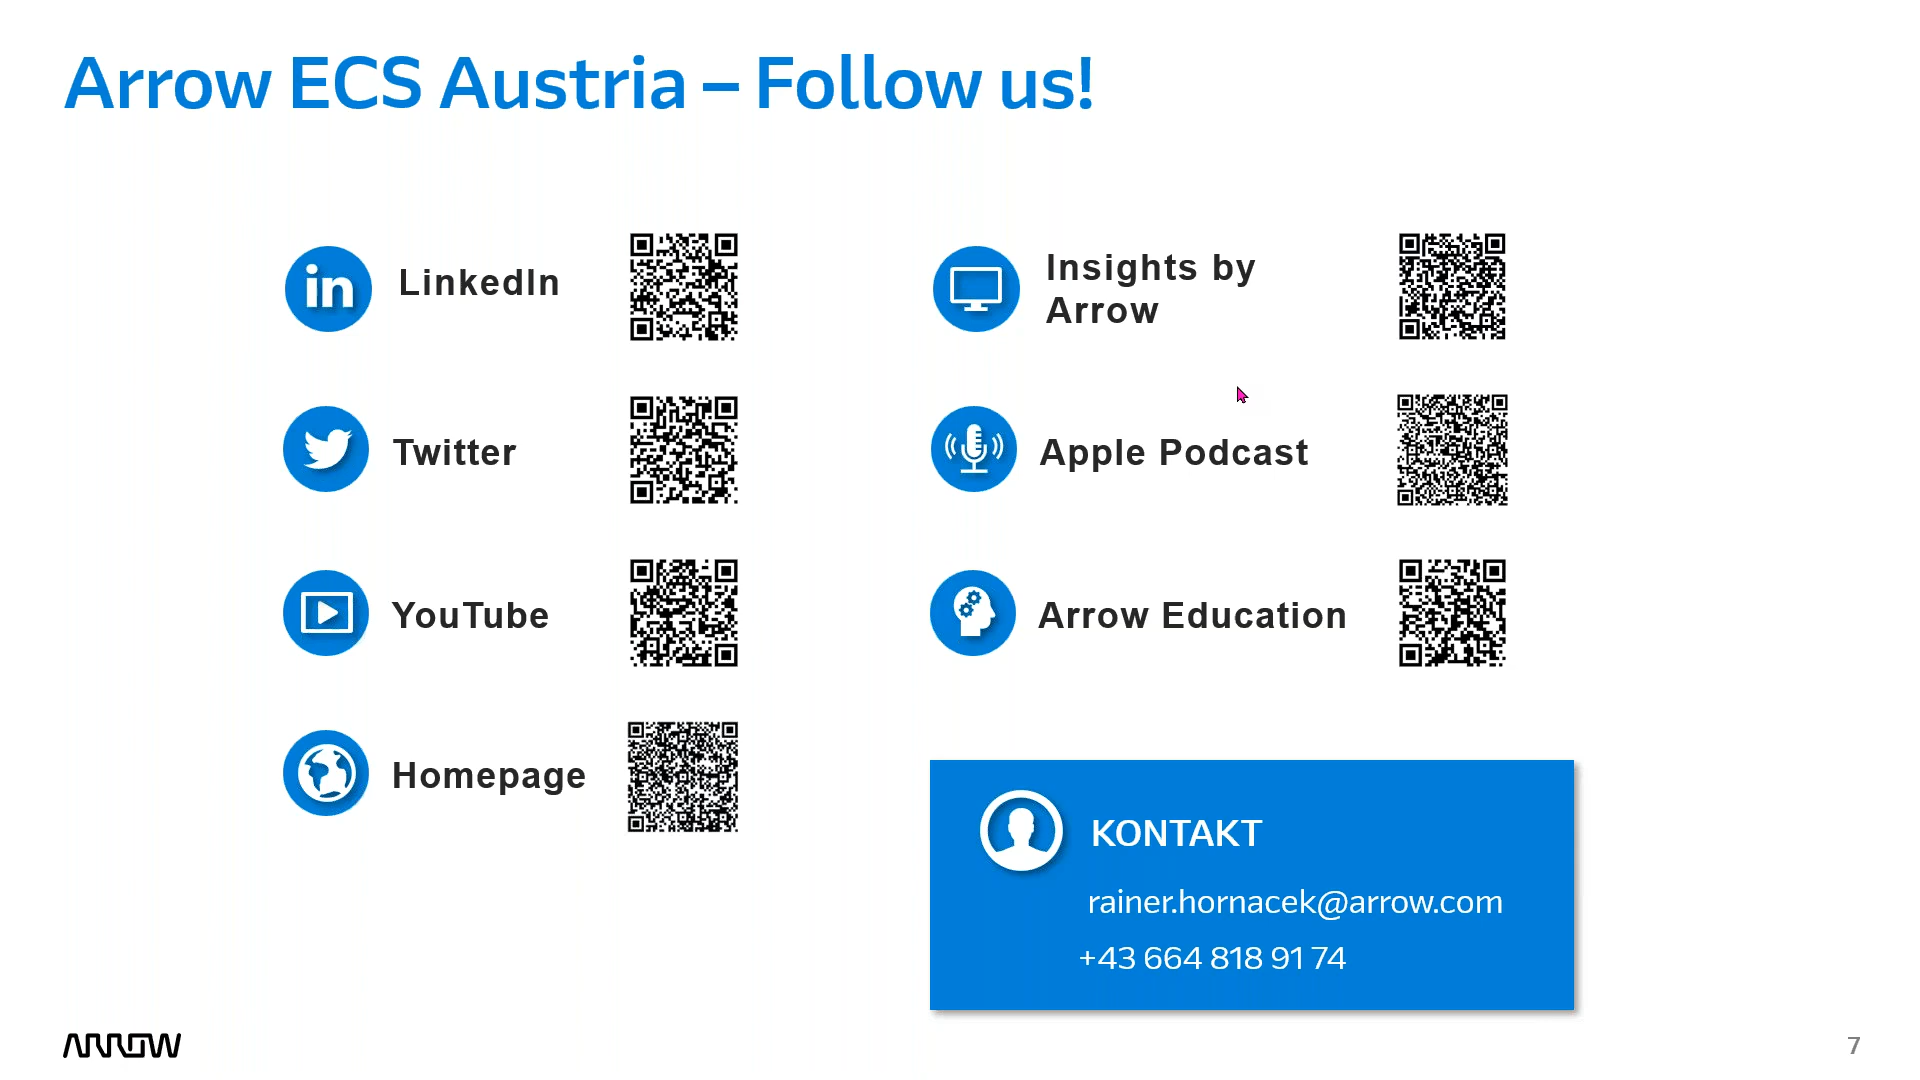 Arrow ECS Austria – Follow us!
LinkedIn
Twitter
YouTube
Homepage
Insights by
Arrow
Apple Podcast
Arrow Education
KONTAKT
rainer.hornacek@arrow.com
+43 664 818 91 74
ARROW
7